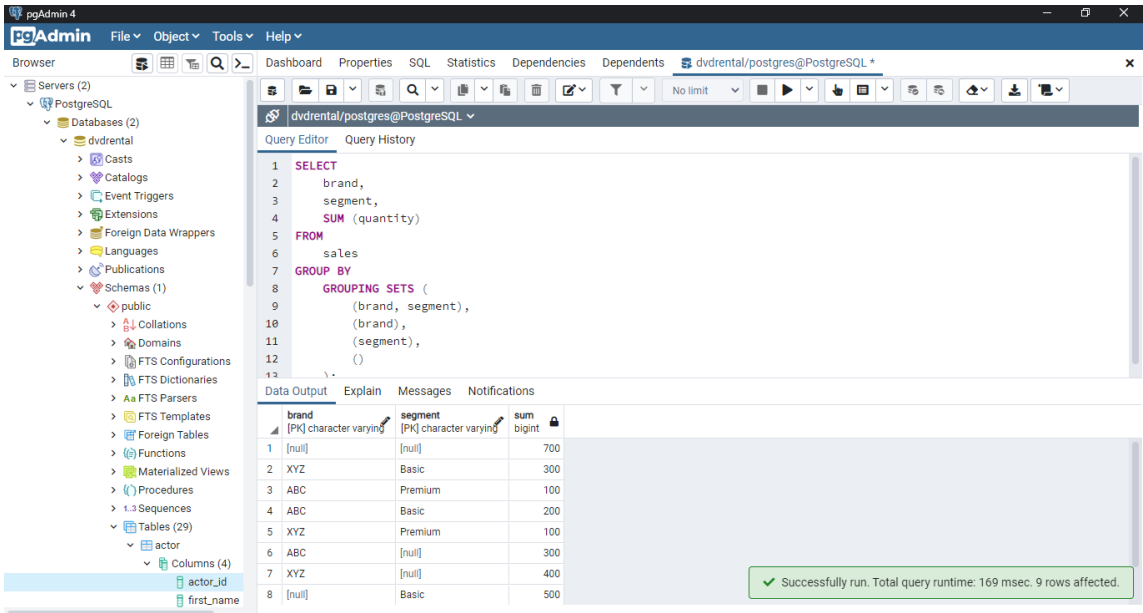 pgAdmin 4
pgAdmin File Object Tools Help
Browser
Dashboard Properties SQL Statistics Dependencies Dependents dvdrental/postgres@PostgreSQL *
No limit
dvdrental/postgres@PostgreSQL
Query Editor Query History
Servers (2)
PostgreSQL
Databases (2)
dvdrental
Casts
Catalogs
Event Triggers
Extensions
Foreign Data Wrappers
Languages
Publications
Schemas (1)
public
Collations
Domains
FTS Configurations
FTS Dictionaries
Aa FTS Parsers
FTS Templates
Foreign Tables
Functions
Materialized Views
Procedures
1..3 Sequences
Tables (29)
actor
Columns (4)
actor_id
first_name
1 SELECT
2 brand,
3 segment,
4 SUM (quantity)
5 FROM
6 sales
7 GROUP BY
8 GROUPING SETS (
9 (brand, segment),
10 (brand),
11 (segment),
12 ()
13 );
Data Output Explain Messages Notifications
brand segment sum
[PK] character varying [PK] character varying bigint
1 [null] [null] 700
2 XYZ Basic 300
3 ABC Premium 100
4 ABC Basic 200
5 XYZ Premium 100
6 ABC [null] 300
7 XYZ [null] 400
8 [null] Basic 500
Successfully run. Total query runtime: 169 msec. 9 rows affected.